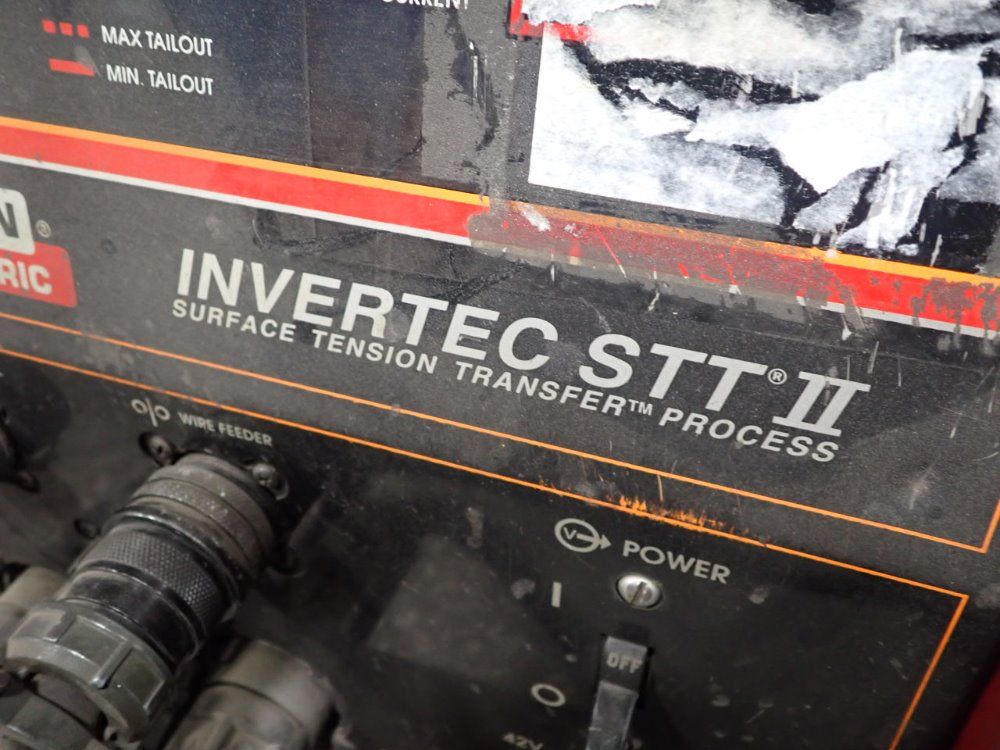 MAX TAILOUT
MIN. TAILOUT
N®
RIC
INVERTEC STT® II
SURFACE TENSION TRANSFER™ PROCESS
WIRE FEEDER
POWER
I
OFF
O
42V